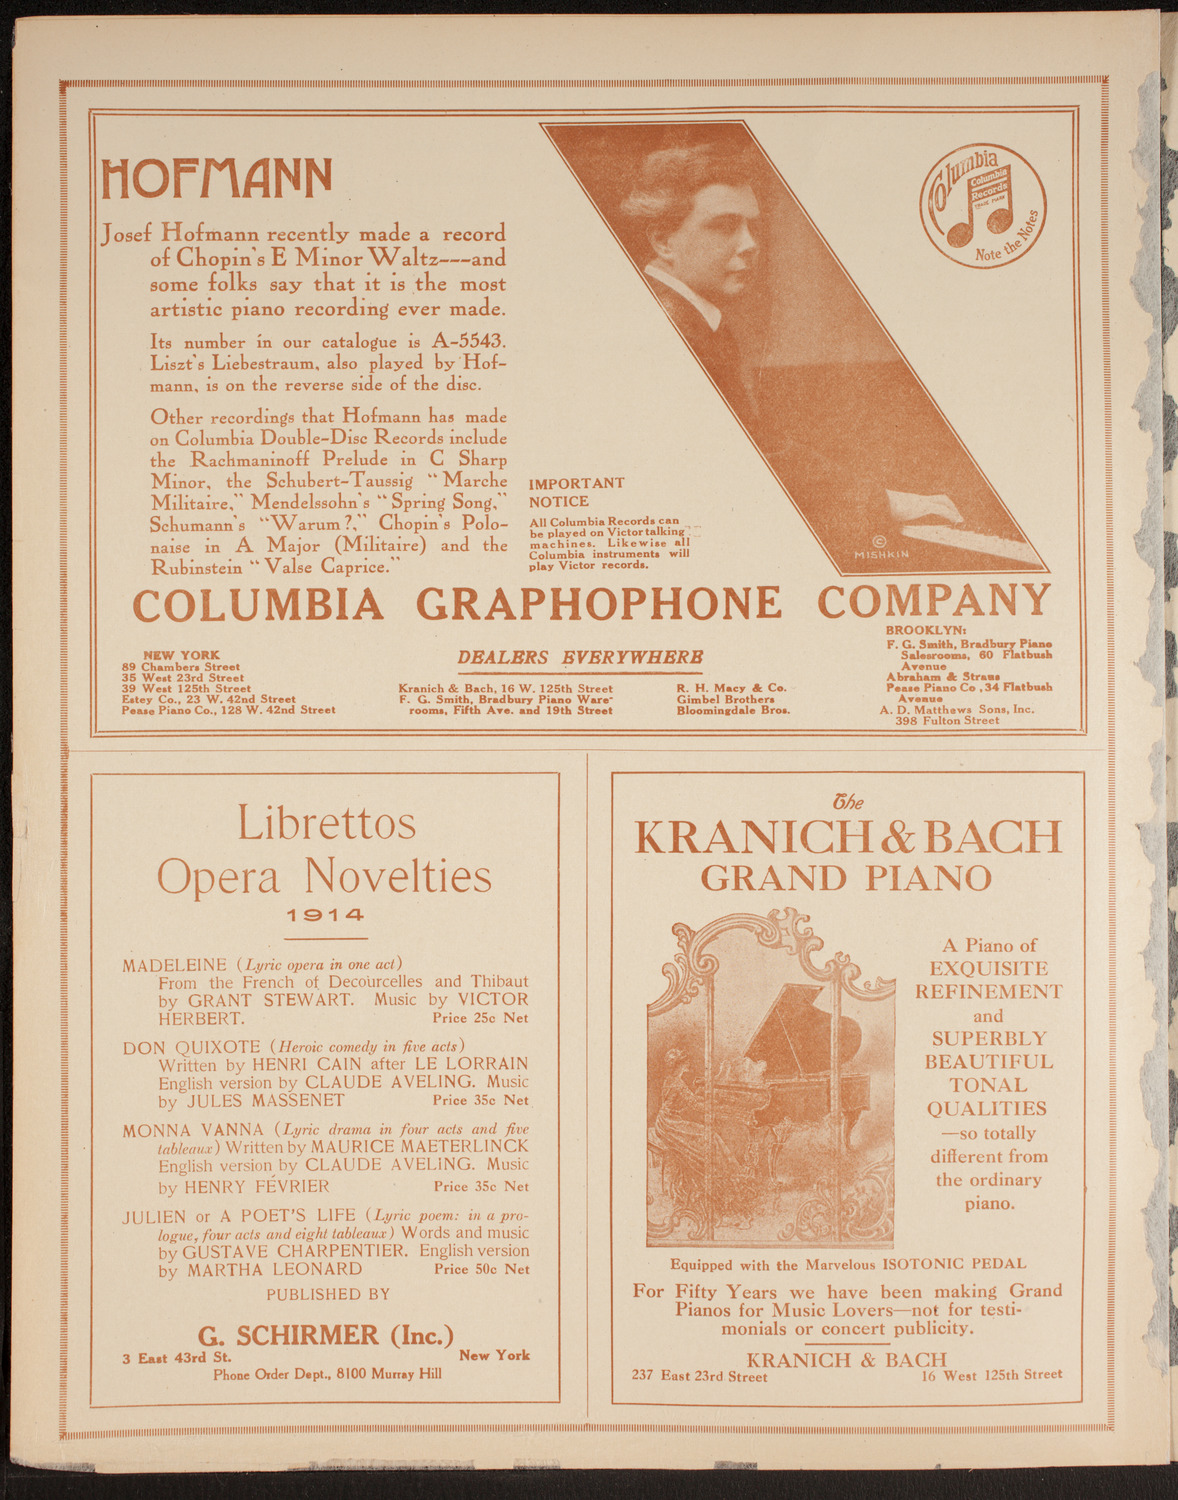 HOFMANN
Josef Hofmann recently made a record
of Chopin's E Minor Waltz---and
some folks say that it is the most
artistic piano recording ever made.
Its number in our catalogue is A-5543.
Liszt's Liebestraum, also played by Hof-
mann, is on the reverse side of the disc.
Other recordings that Hofmann has made
on Columbia Double-Disc Records include
the Rachmaninoff Prelude in C Sharp
Minor, the Schubert-Taussig "Marche
Militaire," Mendelssohn's "Spring Song,"
Schumann's "Warum?," Chopin's Polo-
naise in A Major (Militaire) and the
Rubinstein "Valse Caprice."
IMPORTANT
NOTICE
All Columbia Records can
be played on Victor talking
machines. Likewise all
Columbia instruments will
play Victor records.
© MISHKIN
Columbia
Columbia
Records
TRADE MARK
Note the Notes
COLUMBIA GRAPHOPHONE COMPANY
NEW YORK
89 Chambers Street
35 West 23rd Street
39 West 125th Street
Estey Co., 23 W. 42nd Street
Pease Piano Co., 128 W. 42nd Street
DEALERS EVERYWHERE
Kranich & Bach, 16 W. 125th Street
F. G. Smith, Bradbury Piano Ware-
rooms, Fifth Ave. and 19th Street
R. H. Macy & Co.
Gimbel Brothers
Bloomingdale Bros.
BROOKLYN:
F. G. Smith, Bradbury Piano
Salesrooms, 60 Flatbush
Avenue
Abraham & Straus
Pease Piano Co., 34 Flatbush
Avenue
A. D. Matthews Sons, Inc.
398 Fulton Street
Librettos
Opera Novelties
1914
MADELEINE (Lyric opera in one act)
From the French of Decourcelles and Thibaut
by GRANT STEWART. Music by VICTOR
HERBERT. Price 25c Net
DON QUIXOTE (Heroic comedy in five acts)
Written by HENRI CAIN after LE LORRAIN
English version by CLAUDE AVELING. Music
by JULES MASSENET Price 35c Net
MONNA VANNA (Lyric drama in four acts and five
tableaux) Written by MAURICE MAETERLINCK
English version by CLAUDE AVELING. Music
by HENRY FÉVRIER Price 35c Net
JULIEN or A POET'S LIFE (Lyric poem: in a pro-
logue, four acts and eight tableaux) Words and music
by GUSTAVE CHARPENTIER. English version
by MARTHA LEONARD Price 50c Net
PUBLISHED BY
G. SCHIRMER (Inc.)
3 East 43rd St. New York
Phone Order Dept., 8100 Murray Hill
The
KRANICH & BACH
GRAND PIANO
A Piano of
EXQUISITE
REFINEMENT
and
SUPERBLY
BEAUTIFUL
TONAL
QUALITIES
—so totally
different from
the ordinary
piano.
Equipped with the Marvelous ISOTONIC PEDAL
For Fifty Years we have been making Grand
Pianos for Music Lovers—not for testi-
monials or concert publicity.
KRANICH & BACH
237 East 23rd Street 16 West 125th Street